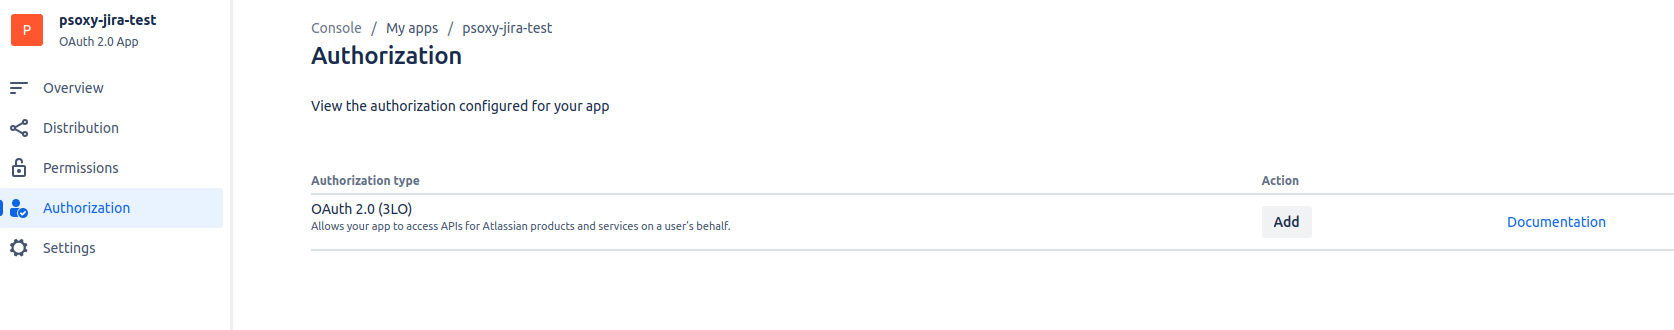 P
psoxy-jira-test
OAuth 2.0 App
Overview
Distribution
Permissions
Authorization
Settings
Console / My apps / psoxy-jira-test
Authorization
View the authorization configured for your app
Authorization type Action
OAuth 2.0 (3LO)
Allows your app to access APIs for Atlassian products and services on a user's behalf.
Add Documentation